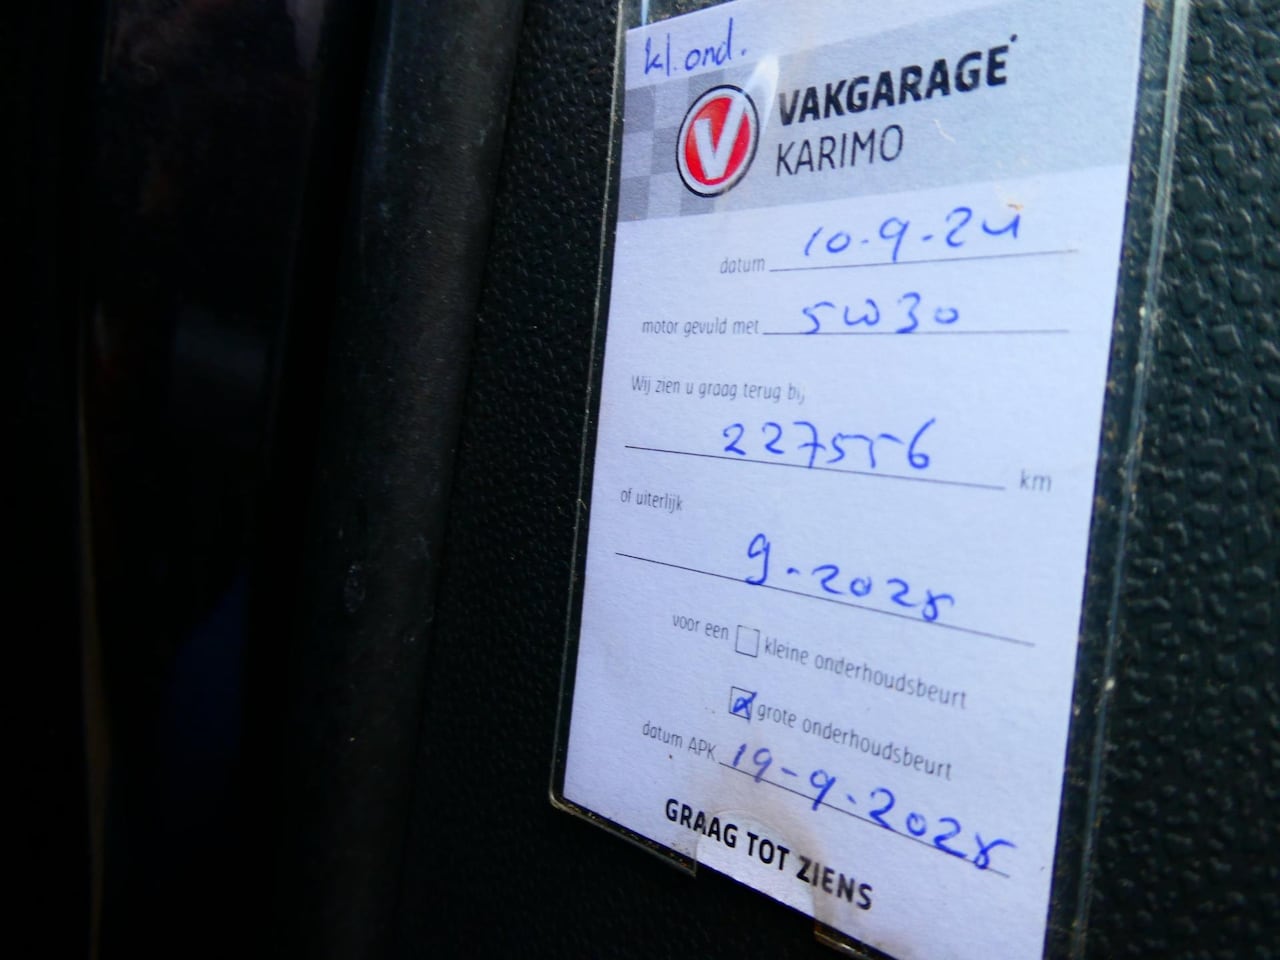 kl. ond.
VAKGARAGE
KARIMO
datum 10-9-24
motor gevuld met 5W30
Wij zien u graag terug bij
227556 km
of uiterlijk
9-2025
voor een kleine onderhoudsbeurt
grote onderhoudsbeurt
datum APK 19-9-2025
GRAAG TOT ZIENS